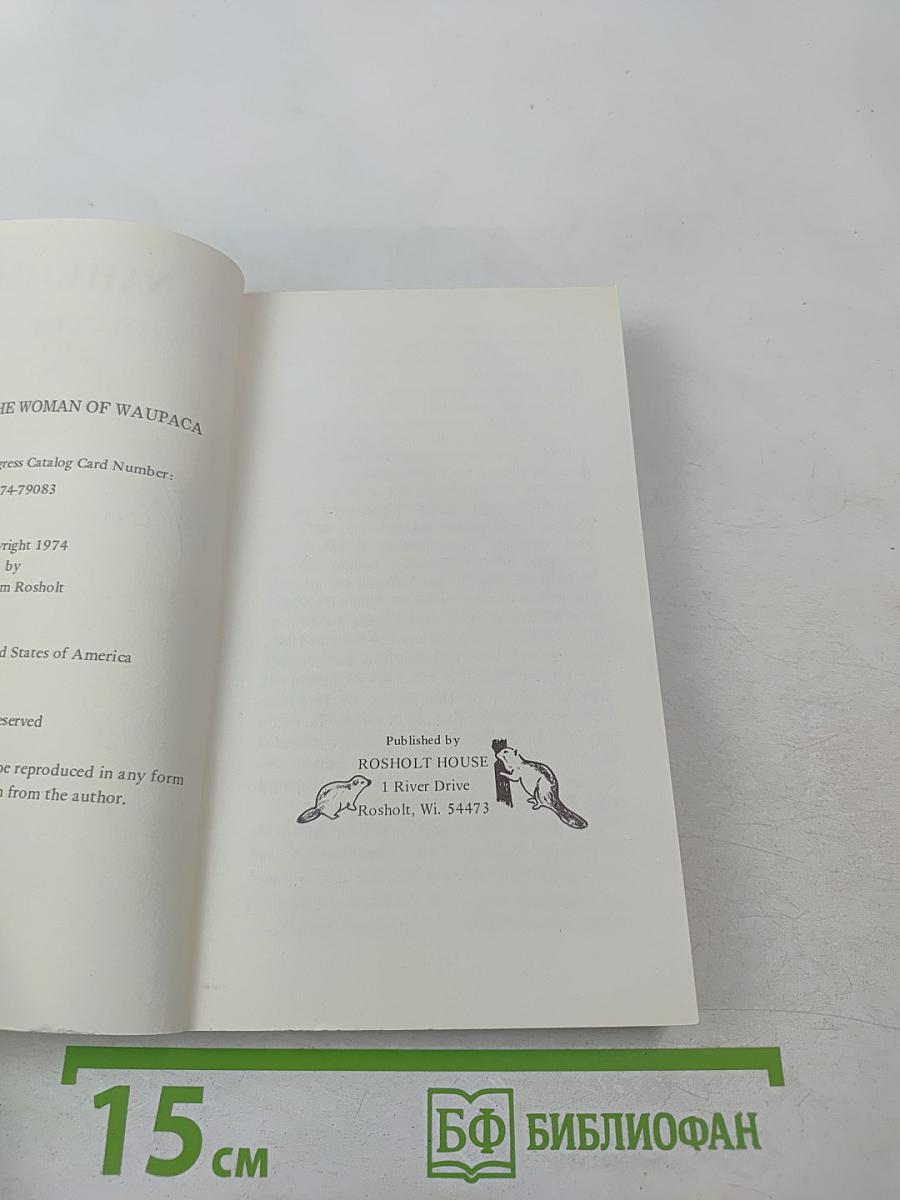 HE WOMAN OF WAUPACA
gress Catalog Card Number:
74-79083
yright 1974
by
m Rosholt
d States of America
eserved
be reproduced in any form
n from the author.
Published by
ROSHOLT HOUSE
1 River Drive
Rosholt, Wi. 54473
15 см
БФ БИБЛИОФАН